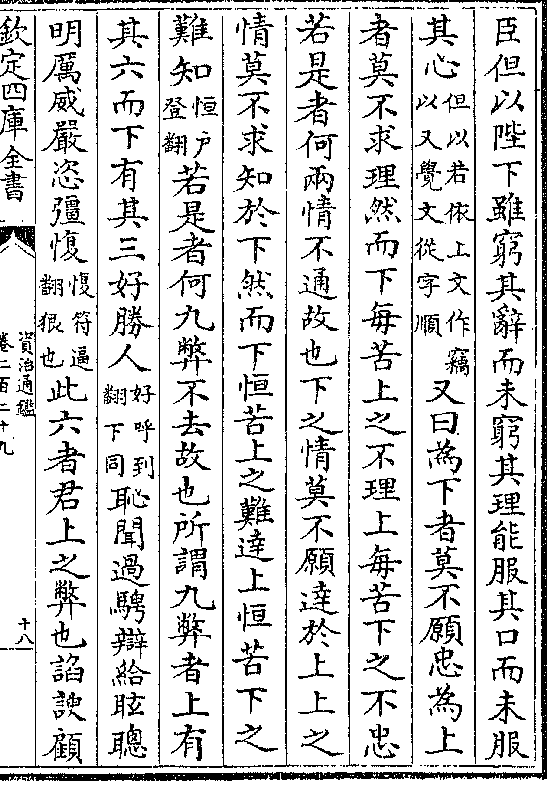 臣但以陛下雖窮其辭而未窮其理能服其口而未服
其心但以若依上文作竊以又覺文從字順又曰為下者莫不願忠為上
者莫不求理然而下每苦上之不理上每苦下之不忠
若是者何兩情不通故也下之情莫不願達於上上之
情莫不求知於下然而下恒苦上之難達上恒苦下之
難知恒戶登翻若是者何九弊不去故也所謂九弊者上有
其六而下有其三好勝人好呼到翻下同恥聞過騁辯給眩聰
明厲威嚴恣彊愎愎符逼翻狠也此六者君上之弊也諂諛顧
欽定四庫全書
資治通鑑
卷二百二十九
十八